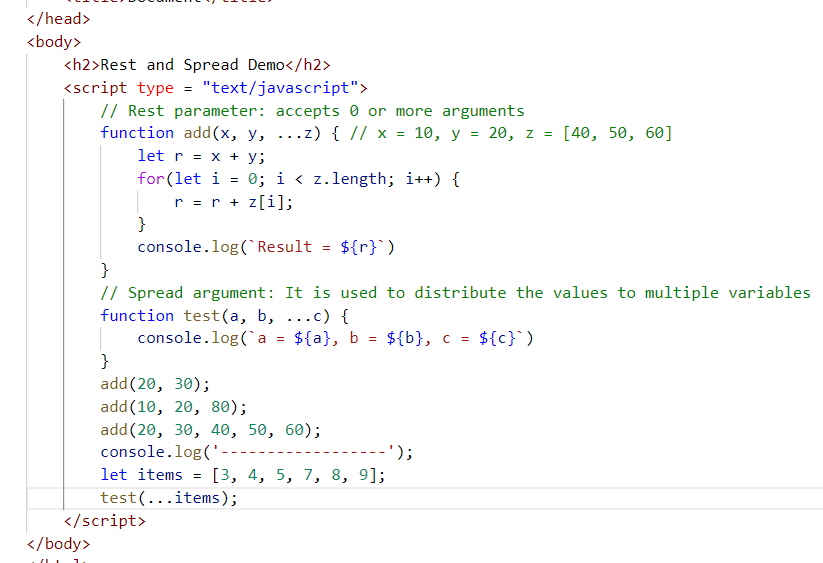 </head>
<body>
<h2>Rest and Spread Demo</h2>
<script type = "text/javascript">
// Rest parameter: accepts 0 or more arguments
function add(x, y, ...z) { // x = 10, y = 20, z = [40, 50, 60]
let r = x + y;
for(let i = 0; i < z.length; i++) {
r = r + z[i];
}
console.log(`Result = ${r}`)
}
// Spread argument: It is used to distribute the values to multiple variables
function test(a, b, ...c) {
console.log(`a = ${a}, b = ${b}, c = ${c}`)
}
add(20, 30);
add(10, 20, 80);
add(20, 30, 40, 50, 60);
console.log('------------------');
let items = [3, 4, 5, 7, 8, 9];
test(...items);
</script>
</body>